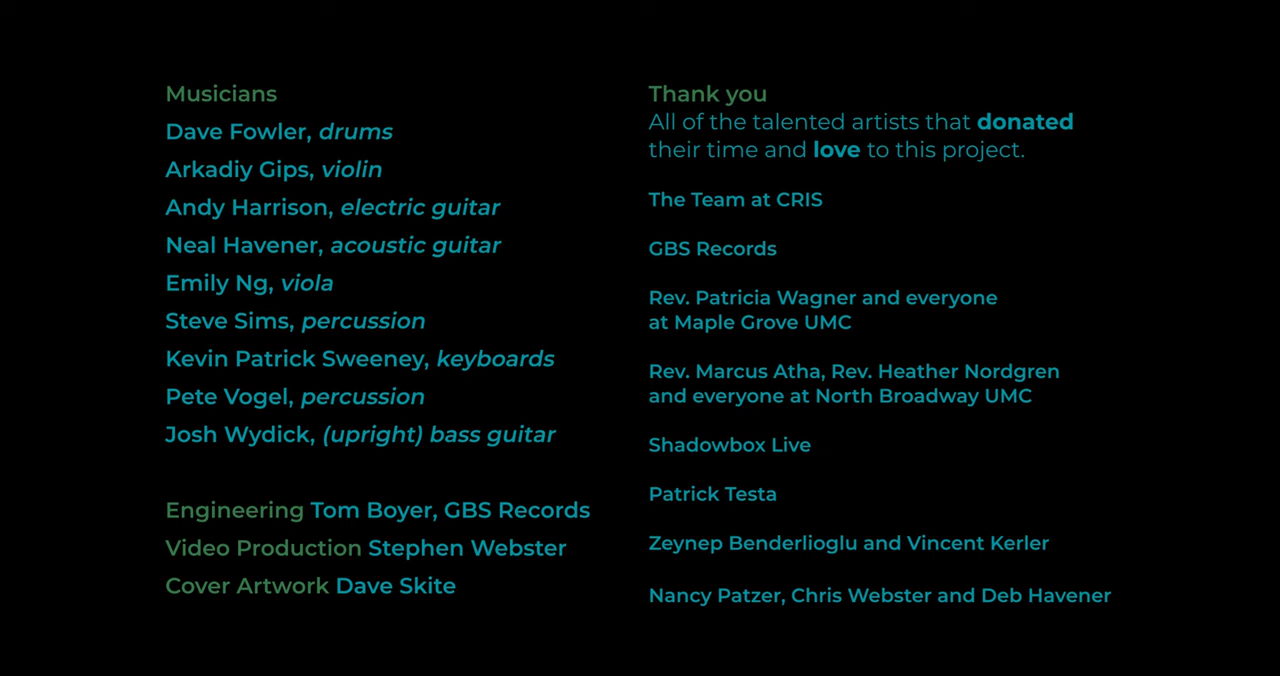 Musicians
Dave Fowler, drums
Arkadiy Gips, violin
Andy Harrison, electric guitar
Neal Havener, acoustic guitar
Emily Ng, viola
Steve Sims, percussion
Kevin Patrick Sweeney, keyboards
Pete Vogel, percussion
Josh Wydick, (upright) bass guitar
Engineering Tom Boyer, GBS Records
Video Production Stephen Webster
Cover Artwork Dave Skite
Thank you
All of the talented artists that donated
their time and love to this project.
The Team at CRIS
GBS Records
Rev. Patricia Wagner and everyone
at Maple Grove UMC
Rev. Marcus Atha, Rev. Heather Nordgren
and everyone at North Broadway UMC
Shadowbox Live
Patrick Testa
Zeynep Benderlioglu and Vincent Kerler
Nancy Patzer, Chris Webster and Deb Havener